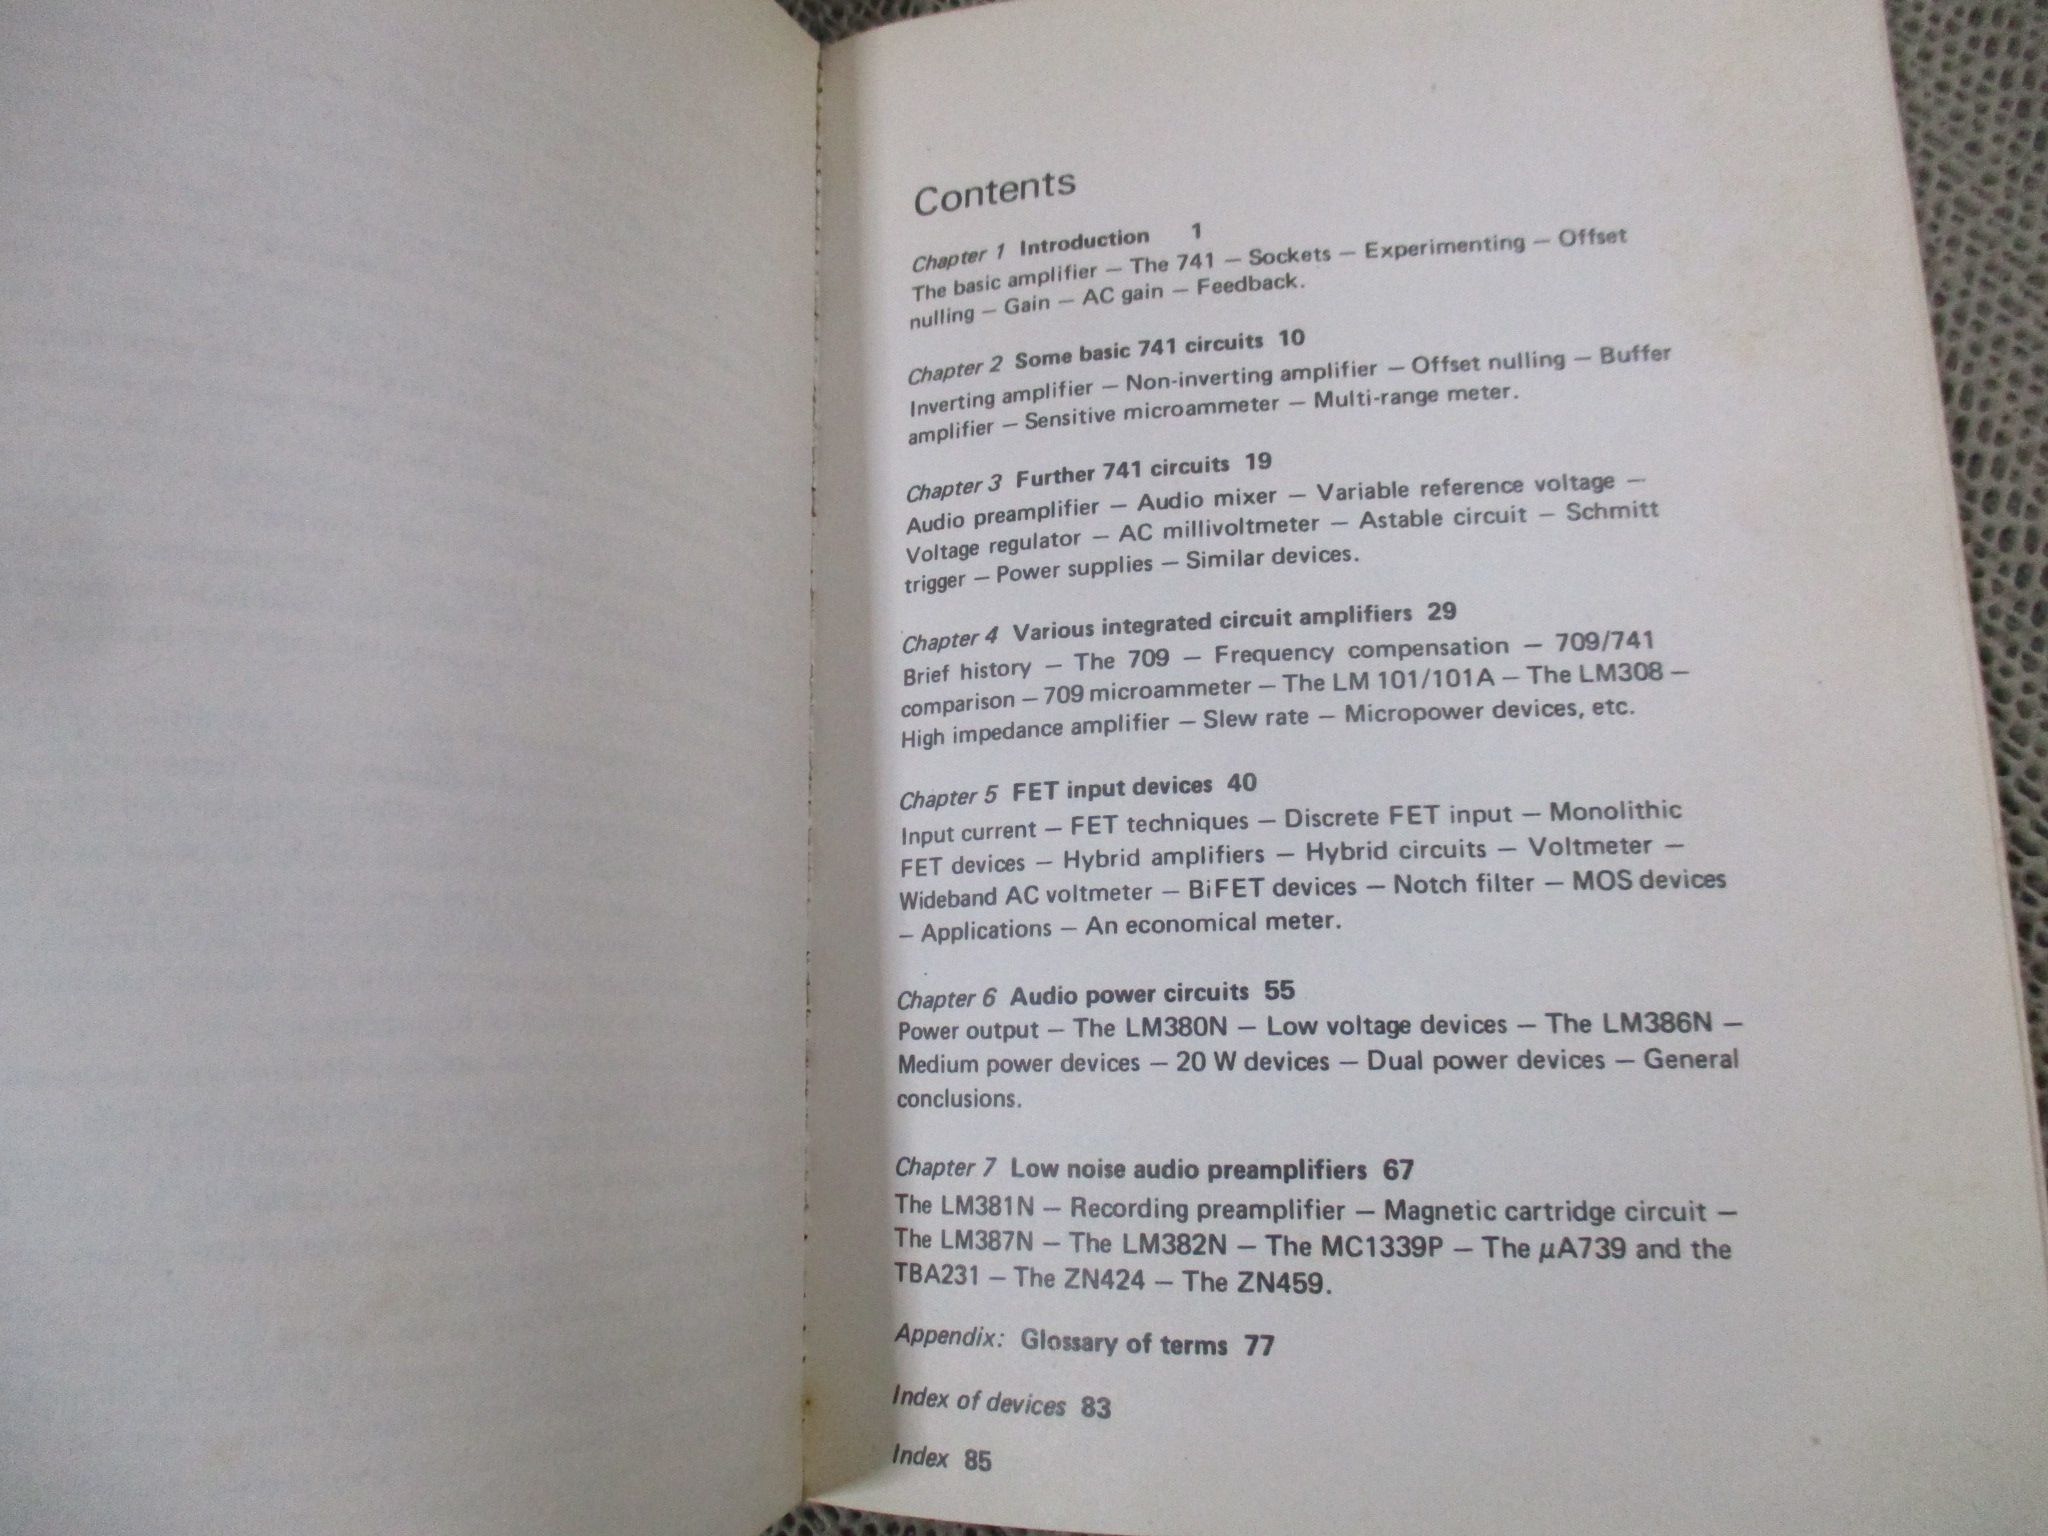 Contents
Chapter 1 Introduction 1
The basic amplifier — The 741 — Sockets — Experimenting — Offset
nulling — Gain — AC gain — Feedback.
Chapter 2 Some basic 741 circuits 10
Inverting amplifier — Non-inverting amplifier — Offset nulling — Buffer
amplifier — Sensitive microammeter — Multi-range meter.
Chapter 3 Further 741 circuits 19
Audio preamplifier — Audio mixer — Variable reference voltage —
Voltage regulator — AC millivoltmeter — Astable circuit — Schmitt
trigger — Power supplies — Similar devices.
Chapter 4 Various integrated circuit amplifiers 29
Brief history — The 709 — Frequency compensation — 709/741
comparison — 709 microammeter — The LM 101/101A — The LM308 —
High impedance amplifier — Slew rate — Micropower devices, etc.
Chapter 5 FET input devices 40
Input current — FET techniques — Discrete FET input — Monolithic
FET devices — Hybrid amplifiers — Hybrid circuits — Voltmeter —
Wideband AC voltmeter — BiFET devices — Notch filter — MOS devices
— Applications — An economical meter.
Chapter 6 Audio power circuits 55
Power output — The LM380N — Low voltage devices — The LM386N —
Medium power devices — 20 W devices — Dual power devices — General
conclusions.
Chapter 7 Low noise audio preamplifiers 67
The LM381N — Recording preamplifier — Magnetic cartridge circuit —
The LM387N — The LM382N — The MC1339P — The µA739 and the
TBA231 — The ZN424 — The ZN459.
Appendix: Glossary of terms 77
Index of devices 83
Index 85